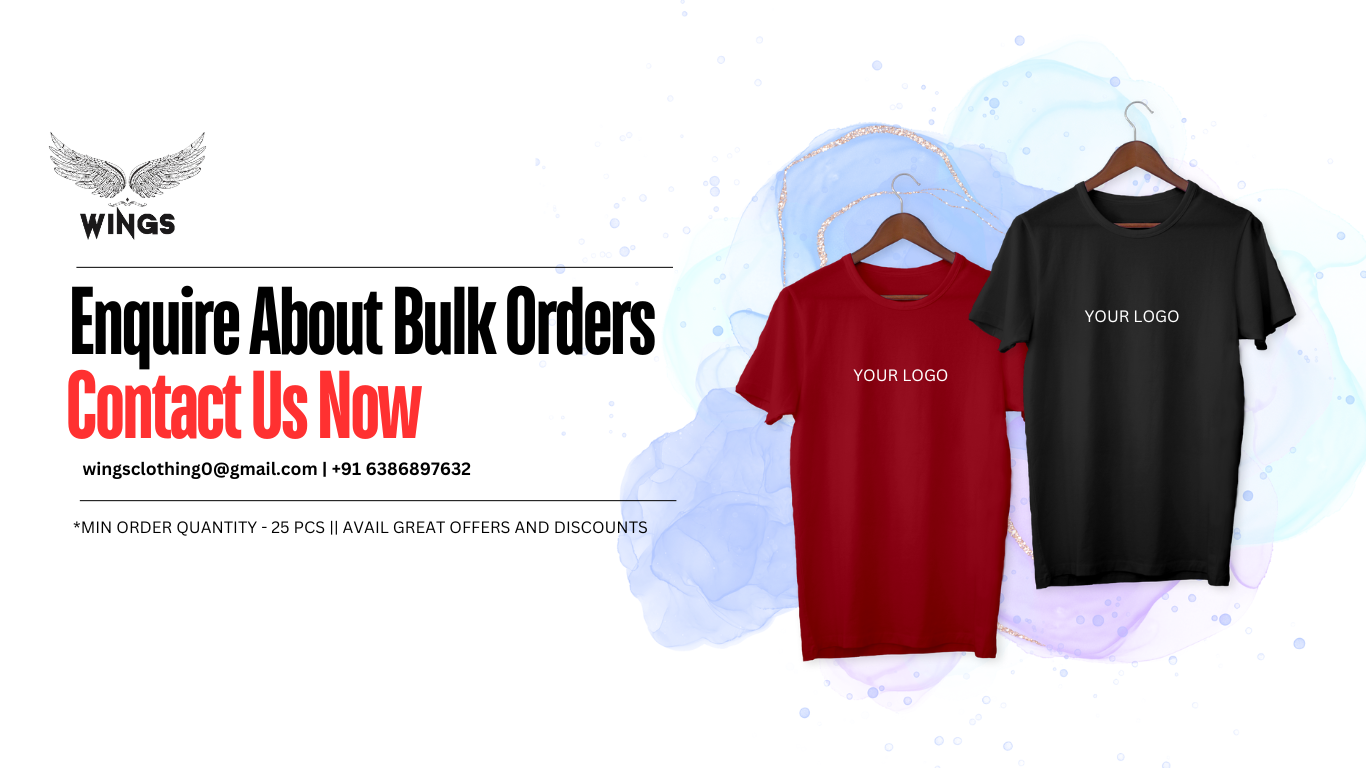 WINGS
Enquire About Bulk Orders
Contact Us Now
wingsclothing0@gmail.com | +91 6386897632
*MIN ORDER QUANTITY - 25 PCS || AVAIL GREAT OFFERS AND DISCOUNTS
YOUR LOGO
YOUR LOGO